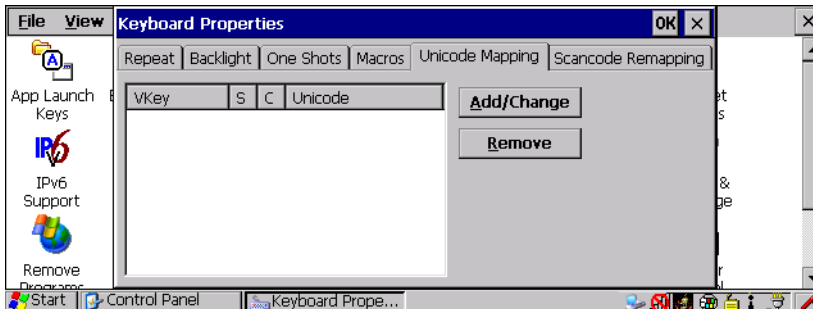 File View
Keyboard Properties
OK
Repeat
Backlight
One Shots
Macros
Unicode Mapping
Scancode Remapping
VKey
S
C
Unicode
Add/Change
Remove
App Launch
Keys
IPv6
Support
Remove
Programs
&
Start
Control Panel
Keyboard Prope...